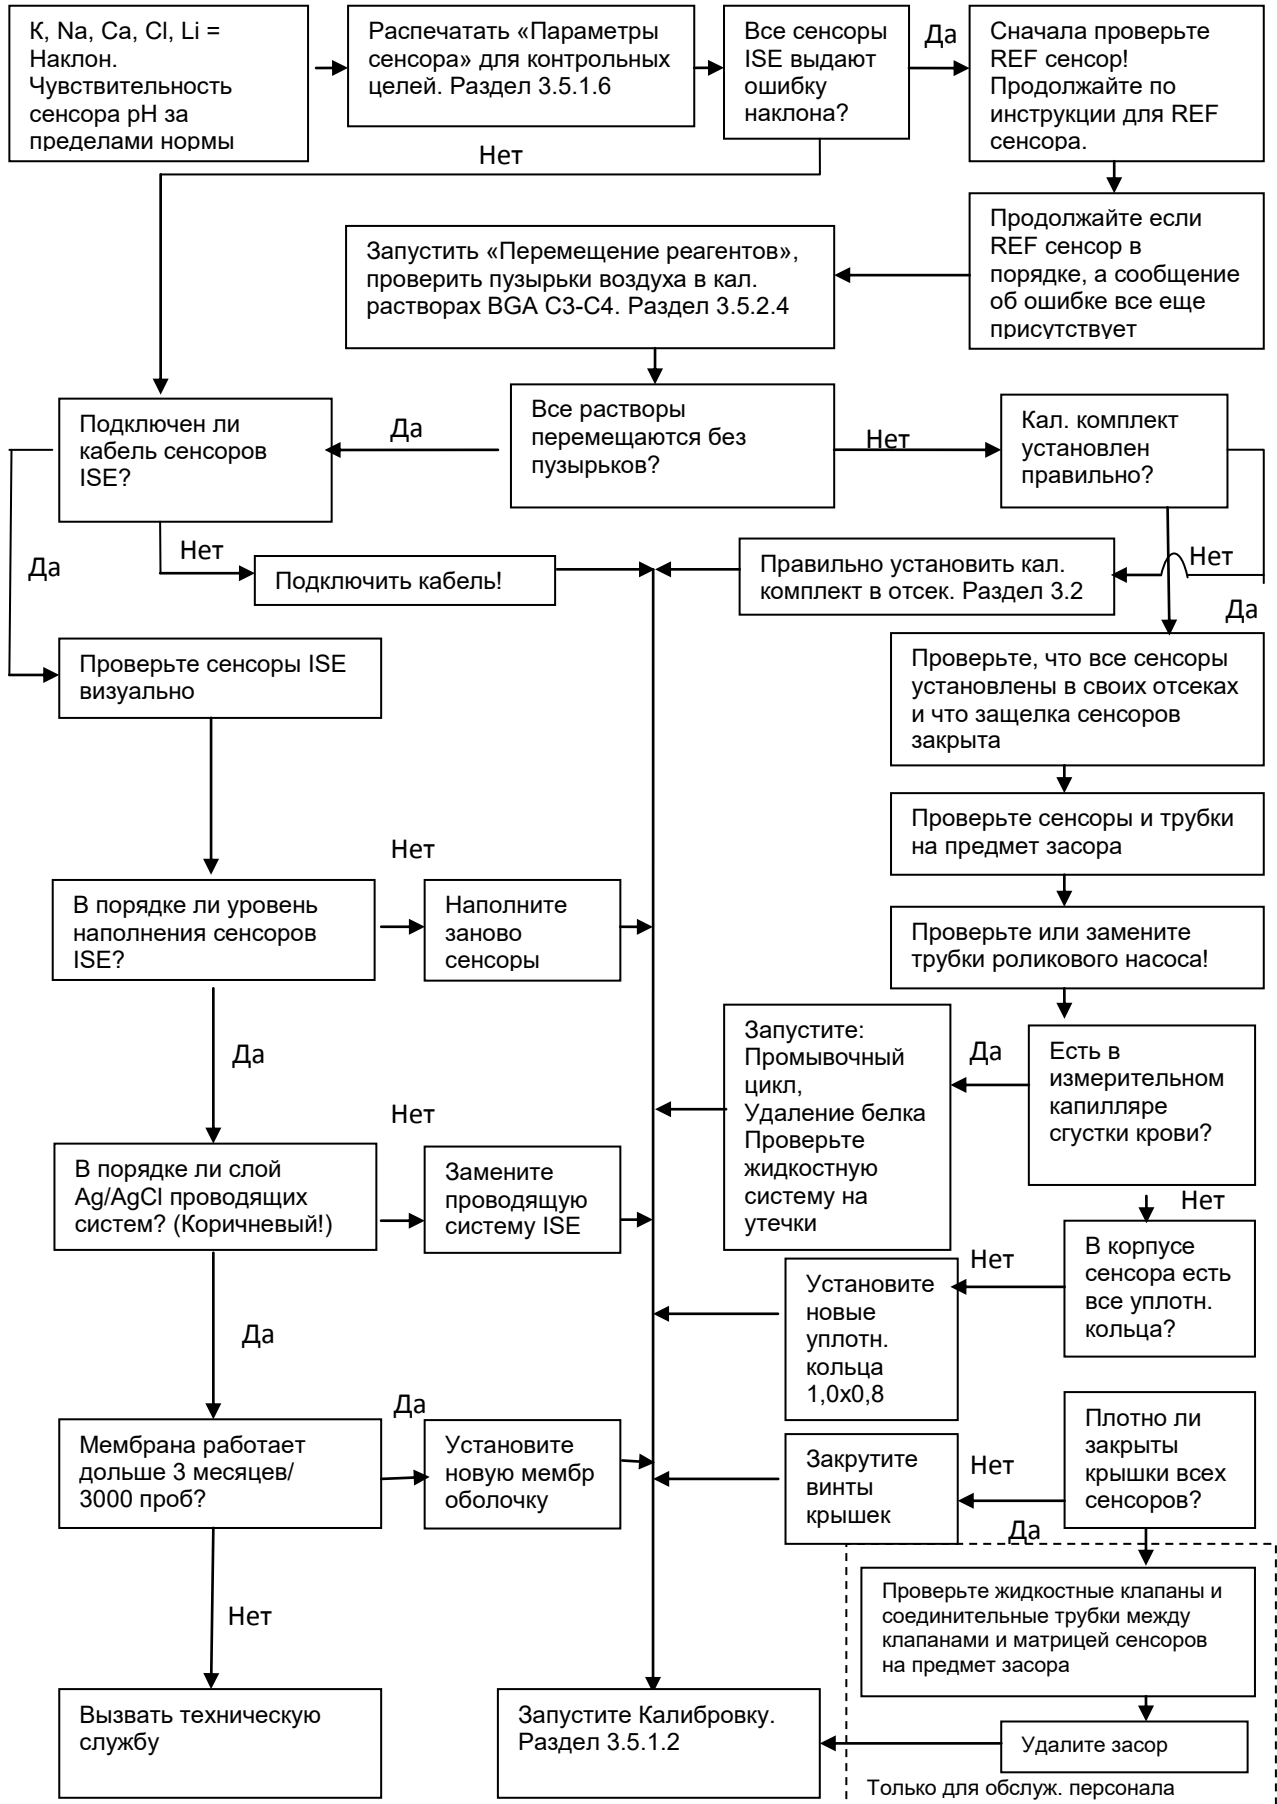 К, Na, Ca, Cl, Li =
Наклон.
Чувствительность
сенсора рН за
пределами нормы
Распечатать «Параметры
сенсора» для контрольных
целей. Раздел 3.5.1.6
Все сенсоры
ISE выдают
ошибку
наклона?
Да
Сначала проверьте
REF сенсор!
Продолжайте по
инструкции для REF
сенсора.
Нет
Продолжайте если
REF сенсор в
порядке, а сообщение
об ошибке все еще
присутствует
Запустить «Перемещение реагентов»,
проверить пузырьки воздуха в кал.
растворах BGA C3-C4. Раздел 3.5.2.4
Подключен ли
кабель сенсоров
ISE?
Да
Все растворы
перемещаются без
пузырьков?
Нет
Кал. комплект
установлен
правильно?
Да
Нет
Подключить кабель!
Правильно установить кал.
комплект в отсек. Раздел 3.2
Нет
Да
Проверьте сенсоры ISE
визуально
Проверьте, что все сенсоры
установлены в своих отсеках
и что защелка сенсоров
закрыта
Проверьте сенсоры и трубки
на предмет засора
Нет
В порядке ли уровень
наполнения сенсоров
ISE?
Наполните
заново
сенсоры
Проверьте или замените
трубки роликового насоса!
Да
Запустите:
Промывочный
цикл,
Удаление белка
Проверьте
жидкостную
систему на
утечки
Да
Есть в
измерительном
капилляре
сгустки крови?
Нет
В порядке ли слой
Ag/AgCl проводящих
систем? (Коричневый!)
Замените
проводящую
систему ISE
Нет
В корпусе
сенсора есть
все уплотн.
кольца?
Нет
Установите
новые
уплотн.
кольца
1,0х0,8
Да
Да
Мембрана работает
дольше 3 месяцев/
3000 проб?
Установите
новую мембр
оболочку
Закрутите
винты
крышек
Нет
Плотно ли
закрыты
крышки всех
сенсоров?
Да
Нет
Проверьте жидкостные клапаны и
соединительные трубки между
клапанами и матрицей сенсоров
на предмет засора
Вызвать техническую
службу
Запустите Калибровку.
Раздел 3.5.1.2
Удалите засор
Только для обслуж. персонала